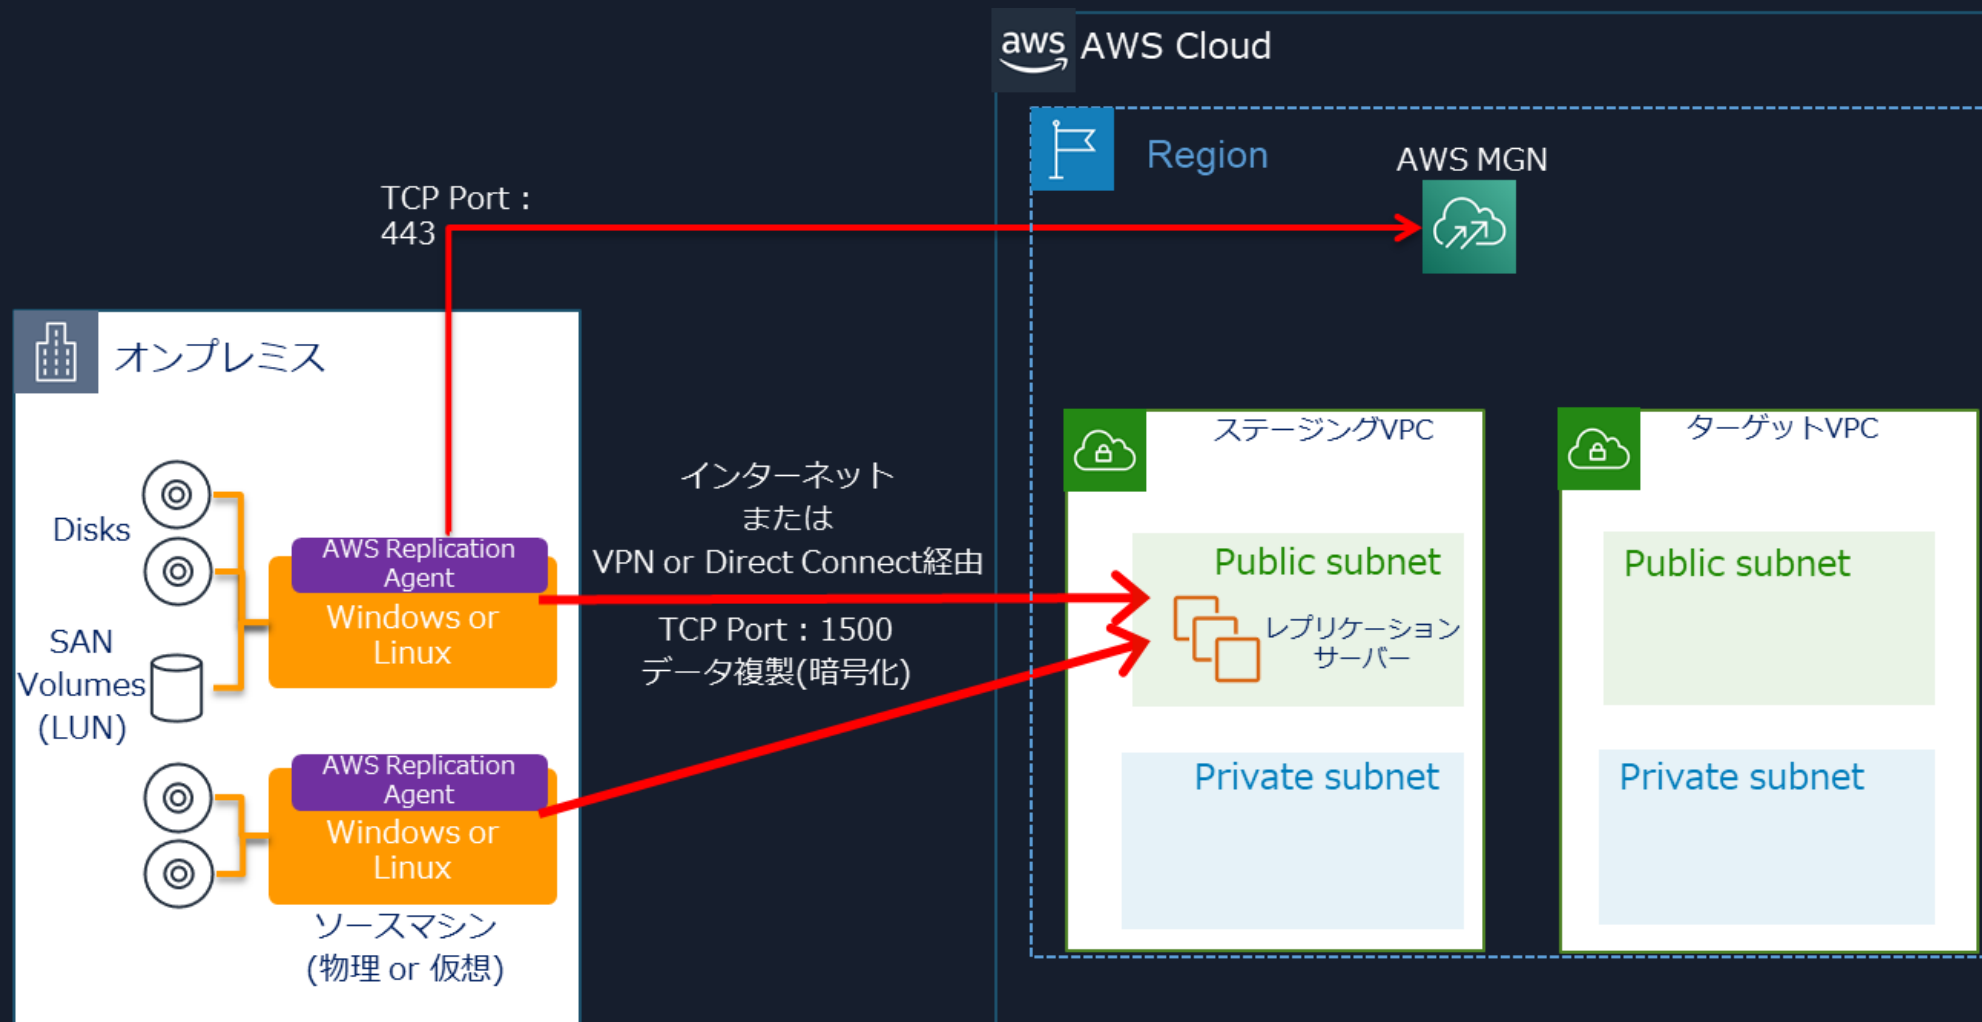 aws
AWS Cloud
Region
AWS MGN
TCP Port：
443
オンプレミス
Disks
SAN
Volumes
(LUN)
AWS Replication
Agent
Windows or
Linux
AWS Replication
Agent
Windows or
Linux
ソースマシン
(物理 or 仮想)
インターネット
または
VPN or Direct Connect経由
TCP Port：1500
データ複製(暗号化)
ステージングVPC
Public subnet
レプリケーション
サーバー
Private subnet
ターゲットVPC
Public subnet
Private subnet